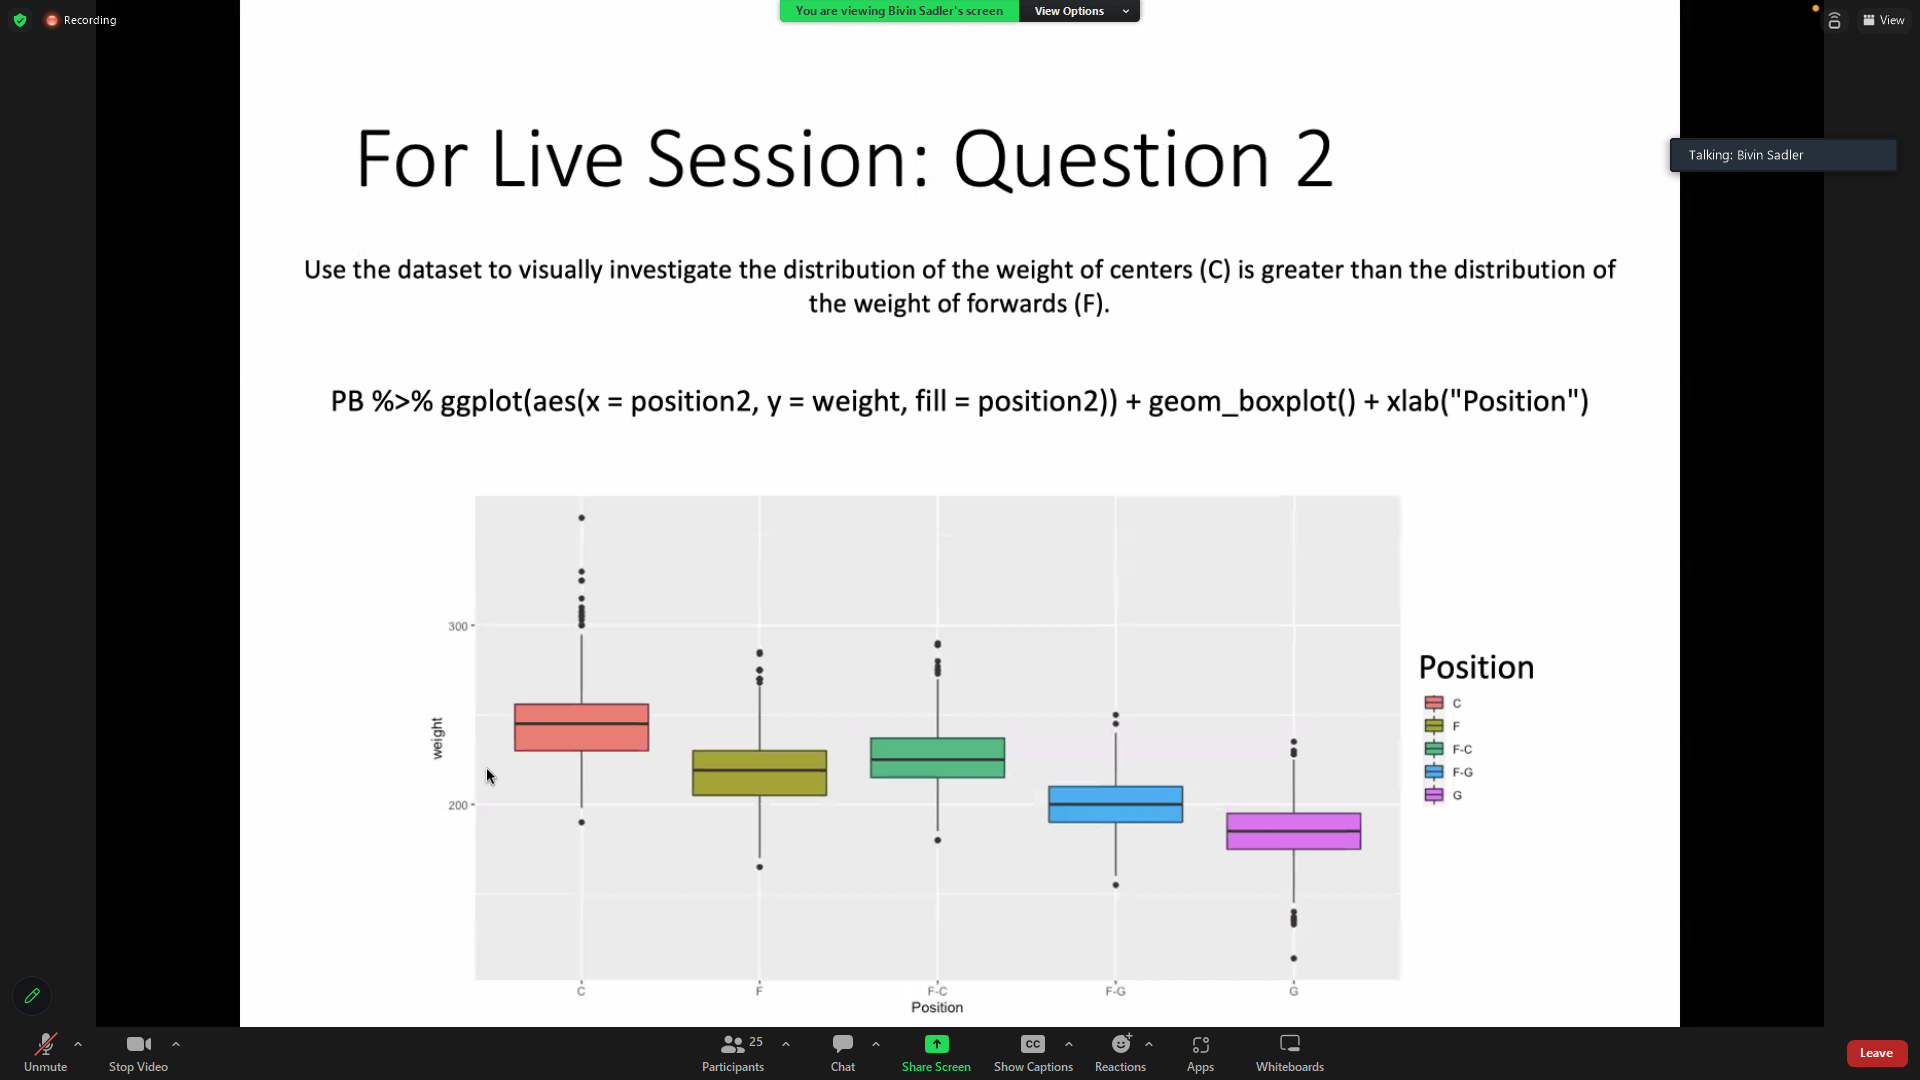 Recording
You are viewing Bivin Sadler's screen
View Options
View
Talking: Bivin Sadler
For Live Session: Question 2
Use the dataset to visually investigate the distribution of the weight of centers (C) is greater than the distribution of
the weight of forwards (F).
PB %>% ggplot(aes(x = position2, y = weight, fill = position2)) + geom_boxplot() + xlab("Position")
300
200
weight
C
F
F-C
F-G
G
Position
Position
C
F
F-C
F-G
G
Unmute
Stop Video
25
Participants
Chat
Share Screen
CC
Show Captions
Reactions
Apps
Whiteboards
Leave